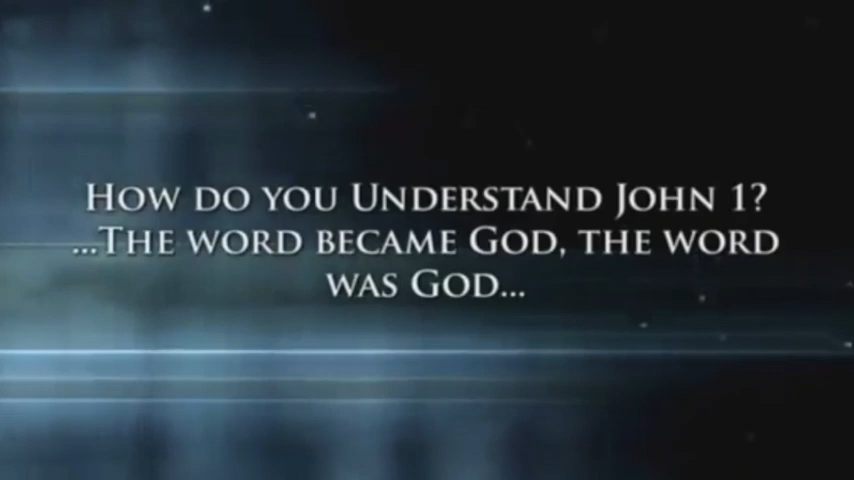 How do you Understand John 1?
...The word became God, the word
was God...